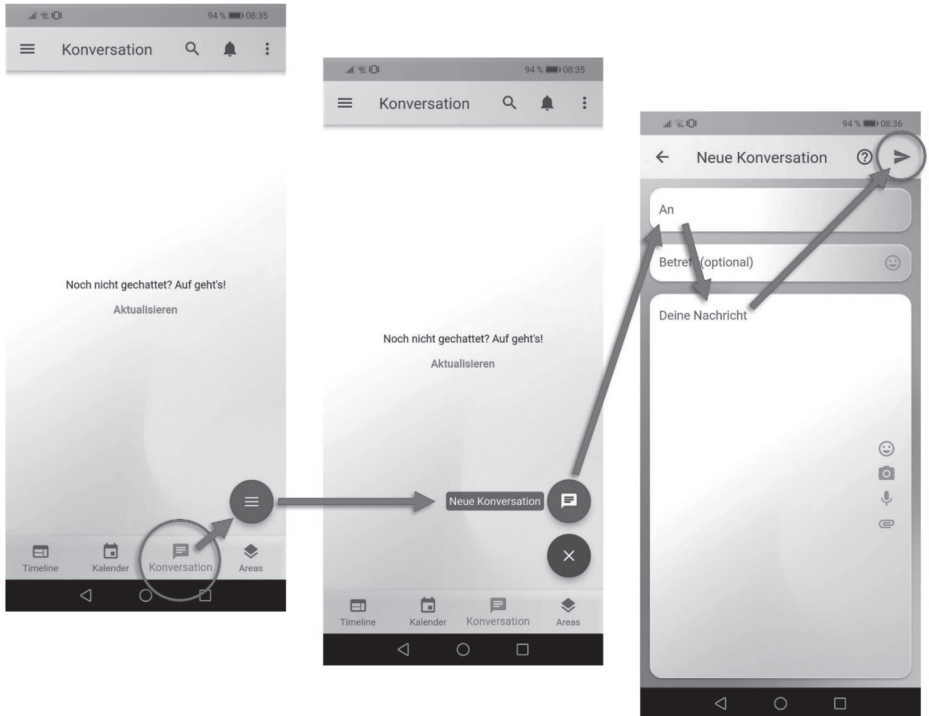 94 % 08:35
Konversation
Noch nicht gechattet? Auf geht's!
Aktualisieren
Timeline Kalender Konversation Areas
94 % 08:35
Konversation
Noch nicht gechattet? Auf geht's!
Aktualisieren
Neue Konversation
Timeline Kalender Konversation Areas
94 % 08:36
Neue Konversation
An
(optional)
Deine Nachricht